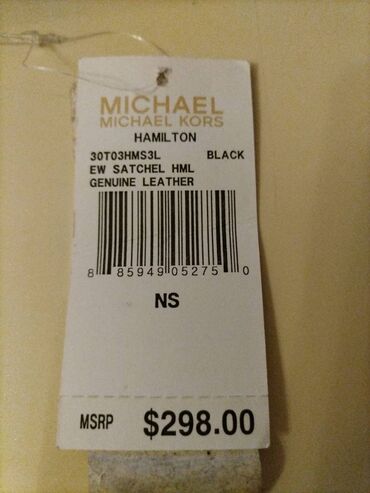 MICHAEL
MICHAEL KORS
HAMILTON
30T03HMS3L BLACK
EW SATCHEL HML
GENUINE LEATHER
8 85949 05275 0
NS
MSRP $298.00